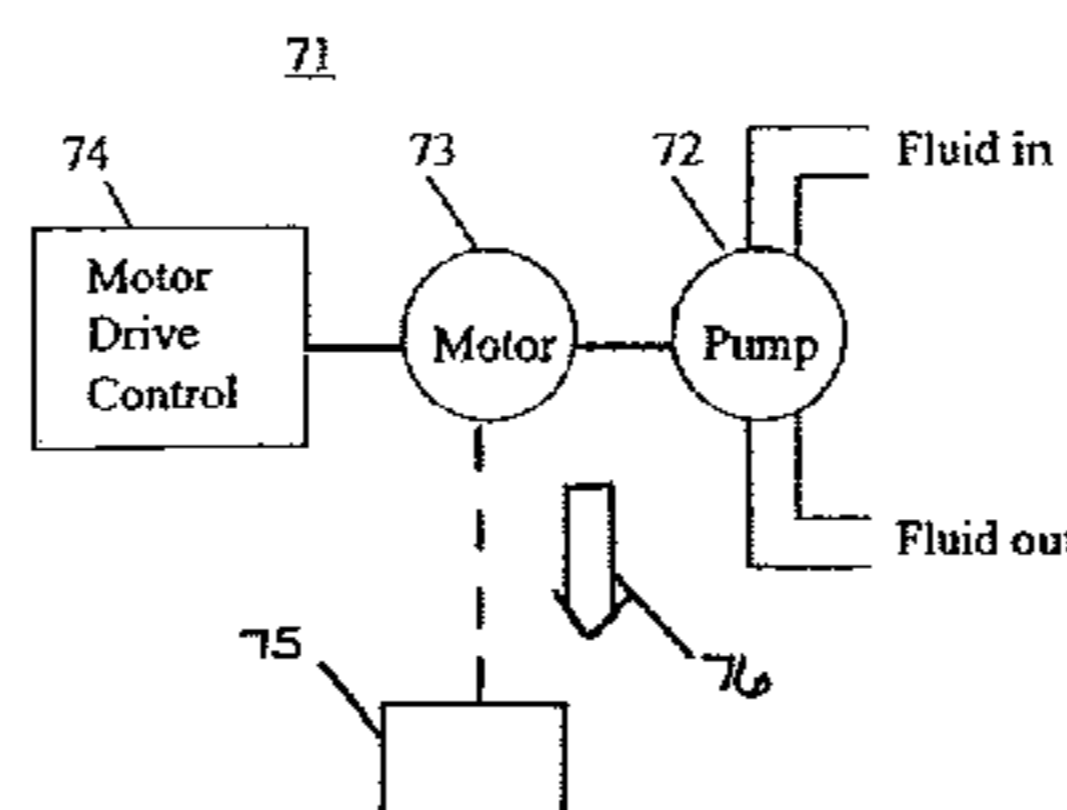 71
74
73
72
Fluid in
Motor
Drive
Control
Motor
Pump
Fluid out
75
76